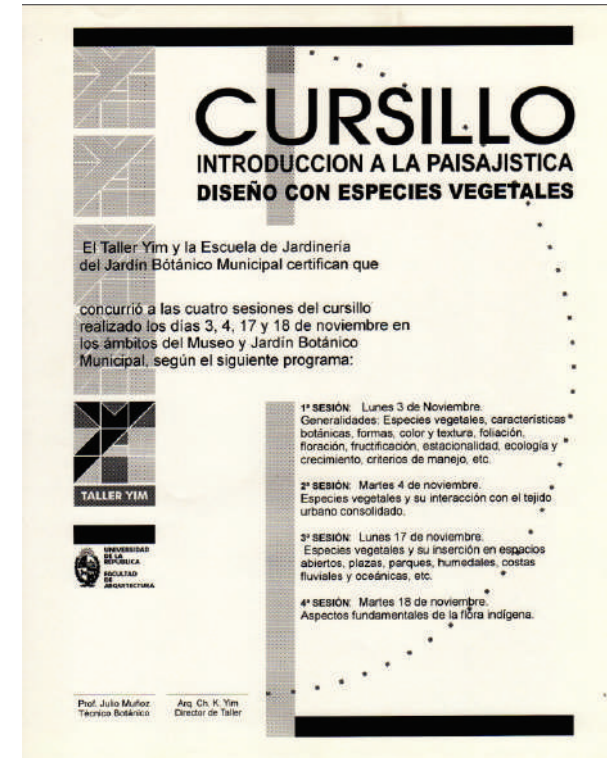 CURSILLO
INTRODUCCION A LA PAISAJISTICA
DISEÑO CON ESPECIES VEGETALES
El Taller Yim y la Escuela de Jardinería
del Jardín Bótánico Municipal certifican que
concurrió a las cuatro sesiones del cursillo
realizado los días 3, 4, 17 y 18 de noviembre en
los ámbitos del Museo y Jardín Botánico
Municipal, según el siguiente programa:
1ª SESIÓN: Lunes 3 de Noviembre.
Generalidades: Especies vegetales, características
botánicas, formas, color y textura, foliación,
floración, fructificación, estacionalidad, ecología y
crecimiento, criterios de manejo, etc.
2ª SESIÓN: Martes 4 de noviembre.
Especies vegetales y su interacción con el tejido
urbano consolidado.
3ª SESIÓN: Lunes 17 de noviembre.
Especies vegetales y su inserción en espacios
abiertos, plazas, parques, humedales, costas
fluviales y oceánicas, etc.
4ª SESIÓN: Martes 18 de noviembre.
Aspectos fundamentales de la flora indígena.
TALLER YIM
UNIVERSIDAD
DE LA
REPÚBLICA
FACULTAD
DE
ARQUITECTURA
Prof. Julio Muñoz
Técnico Botánico
Arq. Ch. K. Yim
Director de Taller